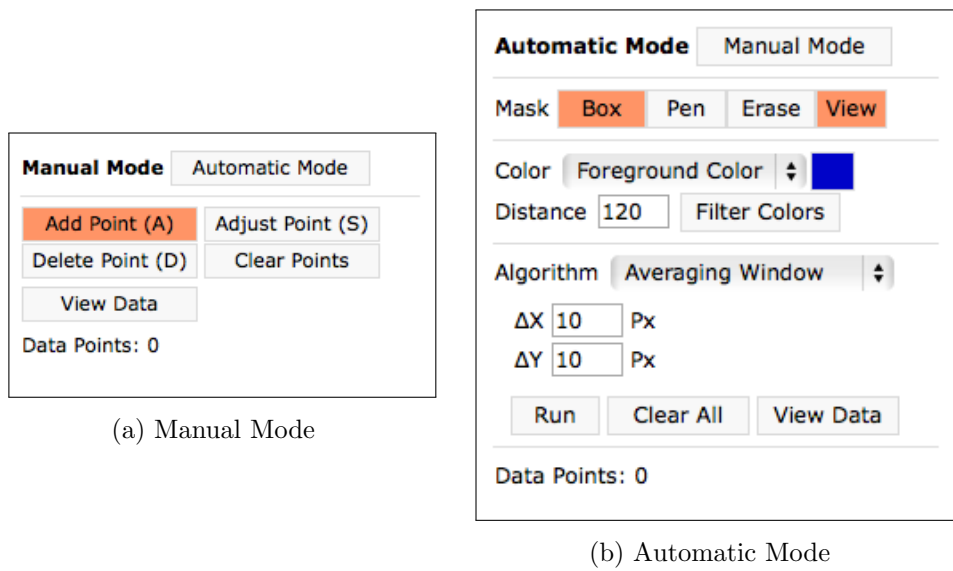 Manual Mode Automatic Mode
Add Point (A) Adjust Point (S)
Delete Point (D) Clear Points
View Data
Data Points: 0
(a) Manual Mode
Automatic Mode Manual Mode
Mask Box Pen Erase View
Color Foreground Color
Distance 120 Filter Colors
Algorithm Averaging Window
ΔX 10 Px
ΔY 10 Px
Run Clear All View Data
Data Points: 0
(b) Automatic Mode